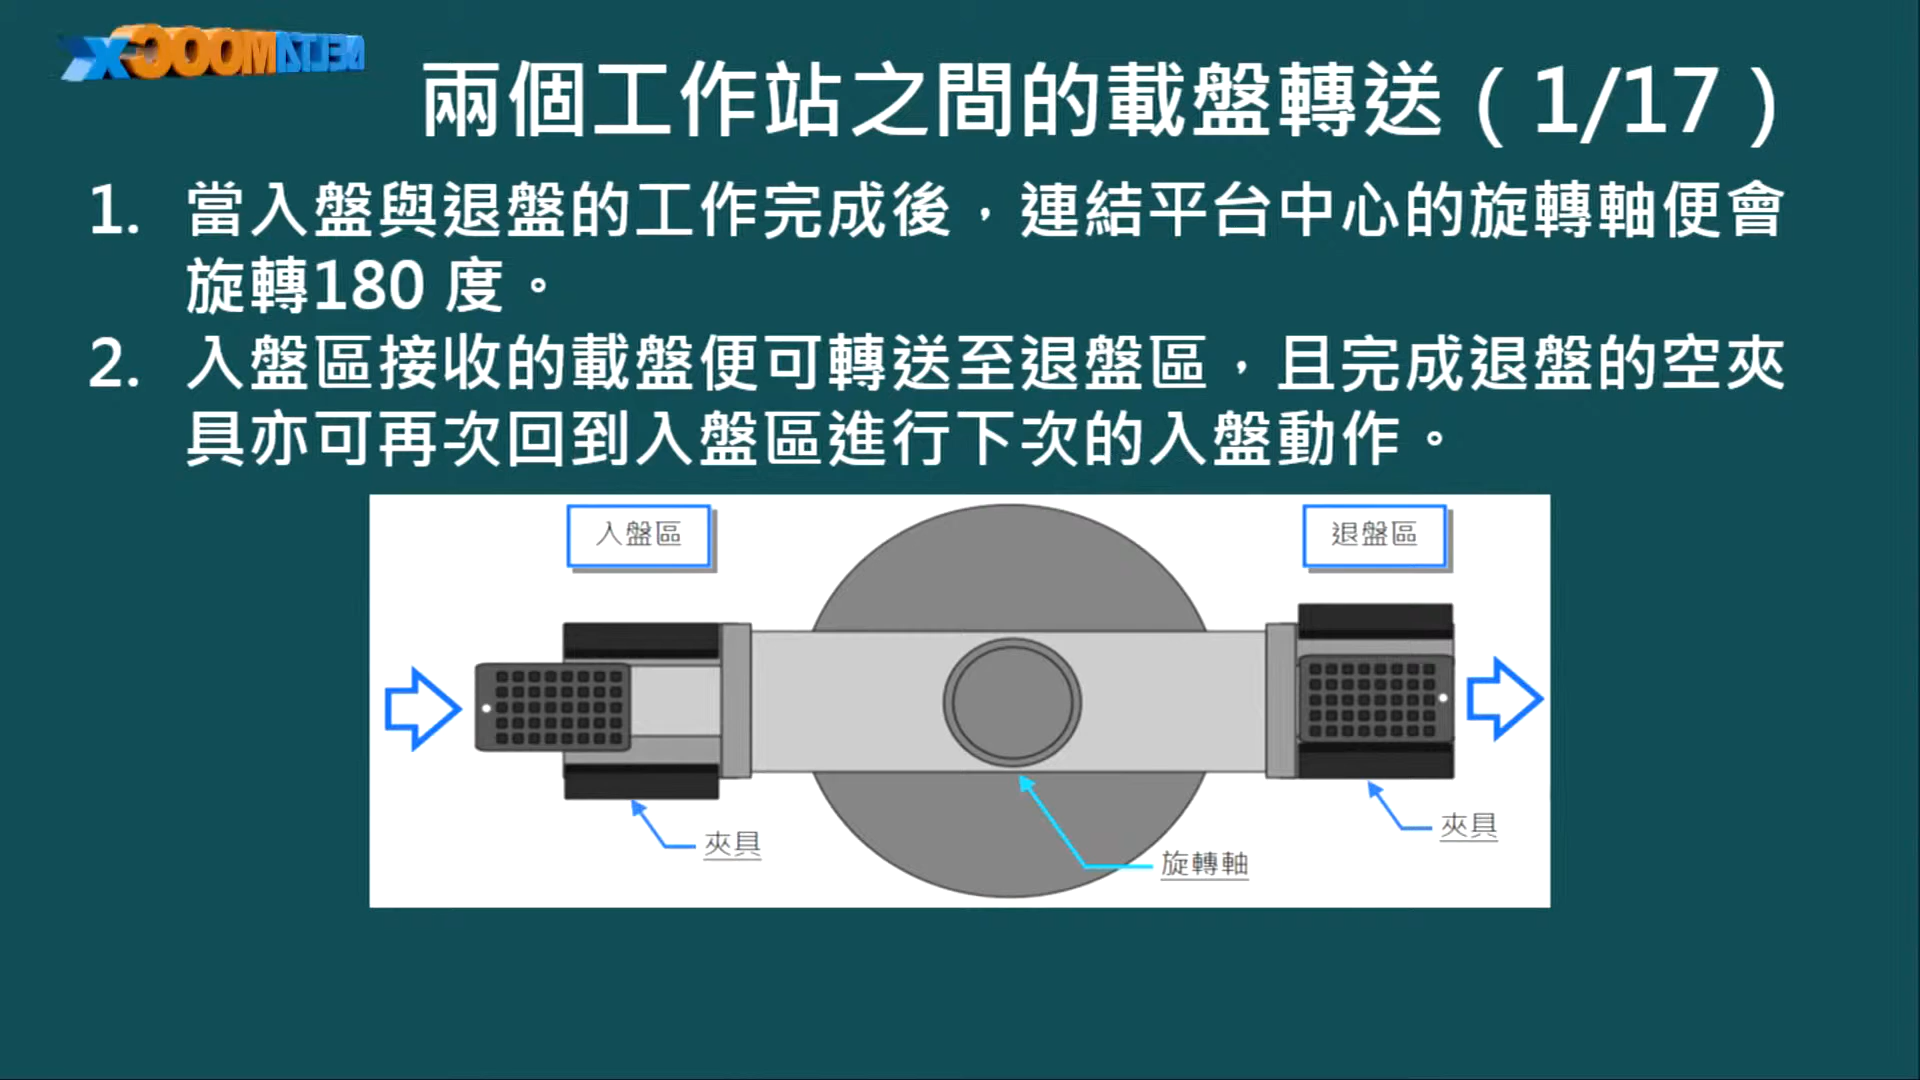 DELTAMOOCX
兩個工作站之間的載盤轉送(1/17)
1. 當入盤與退盤的工作完成後，連結平台中心的旋轉軸便會
旋轉180 度。
2. 入盤區接收的載盤便可轉送至退盤區，且完成退盤的空夾
具亦可再次回到入盤區進行下次的入盤動作。
入盤區
退盤區
夾具
旋轉軸
夾具